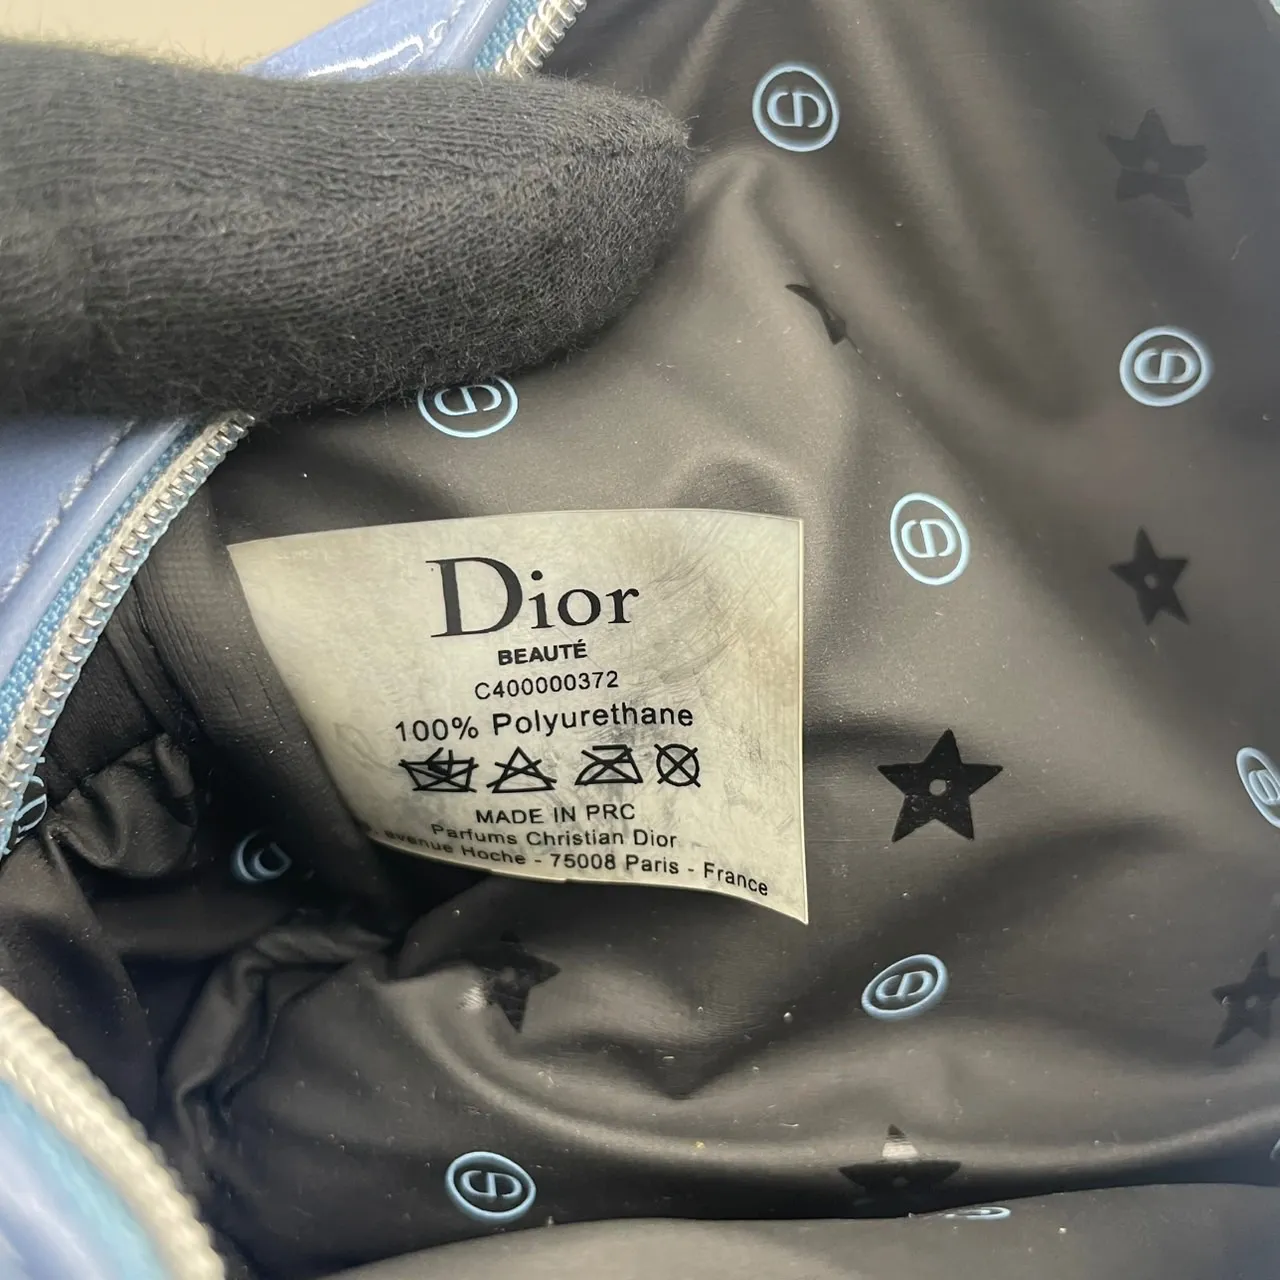 Dior
BEAUTÉ
C400000372
100% Polyurethane
MADE IN PRC
Parfums Christian Dior
avenue Hoche - 75008 Paris - France